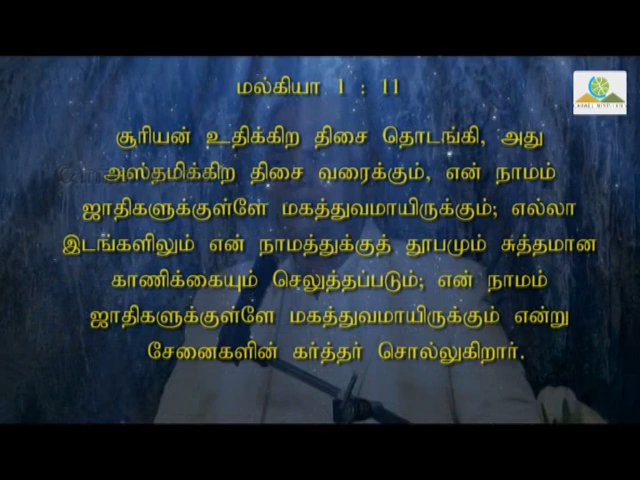 மல்கியா 1 : 11
சூரியன் உதிக்கிற திசை தொடங்கி, அது
அஸ்தமிக்கிற திசை வரைக்கும், என் நாமம்
ஜாதிகளுக்குள்ளே மகத்துவமாயிருக்கும்; எல்லா
இடங்களிலும் என் நாமத்துக்குத் தூபமும் சுத்தமான
காணிக்கையும் செலுத்தப்படும்; என் நாமம்
ஜாதிகளுக்குள்ளே மகத்துவமாயிருக்கும் என்று
சேனைகளின் கர்த்தர் சொல்லுகிறார்.